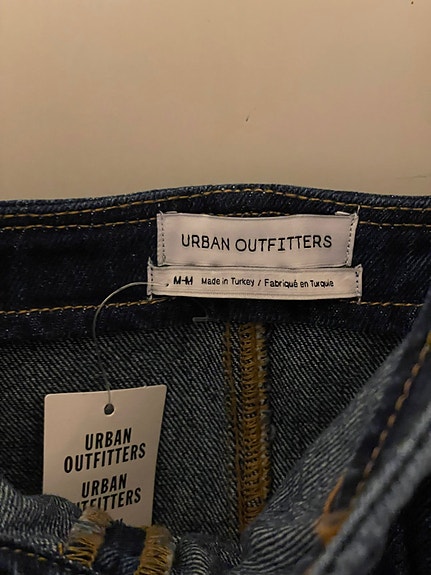 URBAN OUTFITTERS
M-M Made in Turkey / Fabriqué en Turquie
URBAN
OUTFITTERS
URBAN
OUTFITTERS